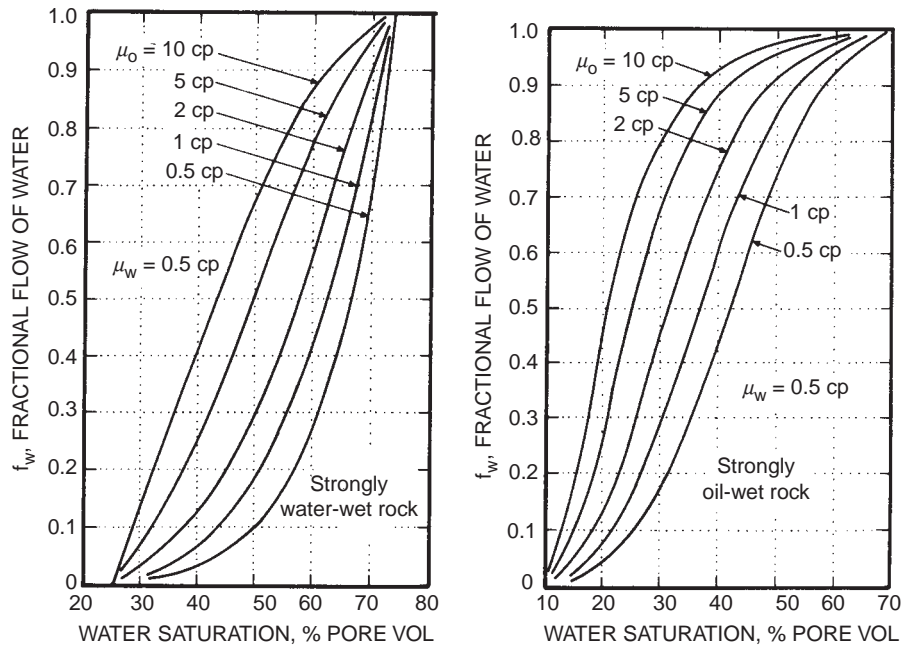 1.0
0.9
0.8
0.7
0.6
0.5
0.4
0.3
0.2
0.1
0
f_w, FRACTIONAL FLOW OF WATER
μ_o = 10 cp
5 cp
2 cp
1 cp
0.5 cp
μ_w = 0.5 cp
Strongly
water-wet rock
20 30 40 50 60 70 80
WATER SATURATION, % PORE VOL
1.0
0.9
0.8
0.7
0.6
0.5
0.4
0.3
0.2
0.1
0
f_w, FRACTIONAL FLOW OF WATER
μ_o = 10 cp
5 cp
2 cp
1 cp
0.5 cp
μ_w = 0.5 cp
Strongly
oil-wet rock
10 20 30 40 50 60 70
WATER SATURATION, % PORE VOL